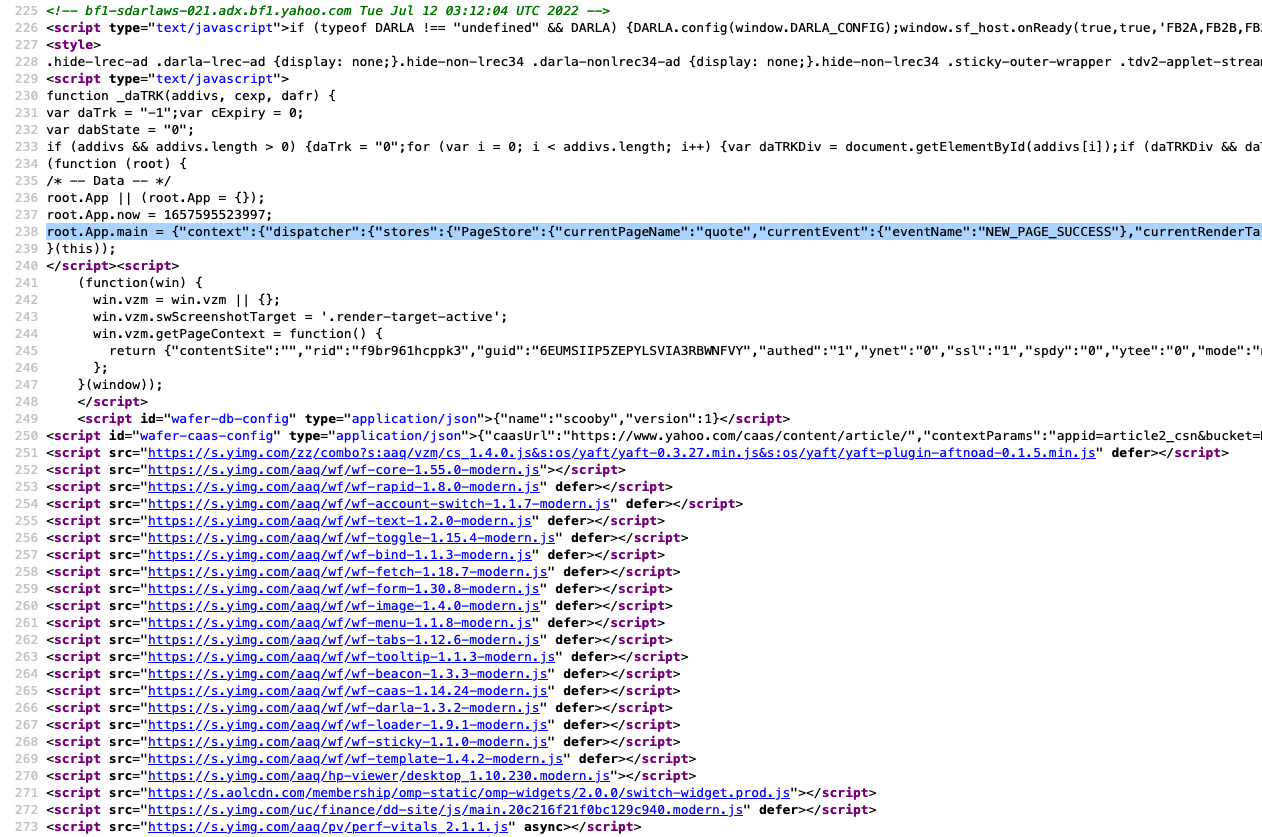 225 <!-- bf1-sdarlaws-021.adx.bf1.yahoo.com Tue Jul 12 03:12:04 UTC 2022 -->
226 <script type="text/javascript">if (typeof DARLA !== "undefined" && DARLA) {DARLA.config(window.DARLA_CONFIG);window.sf_host.onReady(true,true,'FB2A,FB2B,FB
227 <style>
228 .hide-lrec-ad .darla-lrec-ad {display: none;}.hide-non-lrec34 .darla-nonlrec34-ad {display: none;}.hide-non-lrec34 .sticky-outer-wrapper .tdv2-applet-strea
229 <script type="text/javascript">
230 function _daTRK(addivs, cexp, dafr) {
231 var daTrk = "-1";var cExpiry = 0;
232 var dabState = "0";
233 if (addivs && addivs.length > 0) {daTrk = "0";for (var i = 0; i < addivs.length; i++) {var daTRKDiv = document.getElementById(addivs[i]);if (daTRKDiv && da
234 (function (root) {
235 /* -- Data -- */
236 root.App || (root.App = {});
237 root.App.now = 1657595523997;
238 root.App.main = {"context":{"dispatcher":{"stores":{"PageStore":{"currentPageName":"quote","currentEvent":{"eventName":"NEW_PAGE_SUCCESS"},"currentRenderTa
239 }(this));
240 </script><script>
241 (function(win) {
242 win.vzm = win.vzm || {};
243 win.vzm.swScreenshotTarget = '.render-target-active';
244 win.vzm.getPageContext = function() {
245 return {"contentSite":"","rid":"f9br961hcppk3","guid":"6EUMSIIP5ZEPYLSVIA3RBWNFVY","authed":"1","ynet":"0","ssl":"1","spdy":"0","ytee":"0","mode":"
246 };
247 }(window));
248 </script>
249 <script id="wafer-db-config" type="application/json">{"name":"scooby","version":1}</script>
250 <script id="wafer-caas-config" type="application/json">{"caasUrl":"https://www.yahoo.com/caas/content/article/","contextParams":"appid=article2_csn&bucket=
251 <script src="https://s.yimg.com/zz/combo?s:aaq/vzm/cs_1.4.0.js&s:os/yaft/yaft-0.3.27.min.js&s:os/yaft/yaft-plugin-aftnoad-0.1.5.min.js" defer></script>
252 <script src="https://s.yimg.com/aaq/wf/wf-core-1.55.0-modern.js"></script>
253 <script src="https://s.yimg.com/aaq/wf/wf-rapid-1.8.0-modern.js" defer></script>
254 <script src="https://s.yimg.com/aaq/wf/wf-account-switch-1.1.7-modern.js" defer></script>
255 <script src="https://s.yimg.com/aaq/wf/wf-text-1.2.0-modern.js" defer></script>
256 <script src="https://s.yimg.com/aaq/wf/wf-toggle-1.15.4-modern.js" defer></script>
257 <script src="https://s.yimg.com/aaq/wf/wf-bind-1.1.3-modern.js" defer></script>
258 <script src="https://s.yimg.com/aaq/wf/wf-fetch-1.18.7-modern.js" defer></script>
259 <script src="https://s.yimg.com/aaq/wf/wf-form-1.30.8-modern.js" defer></script>
260 <script src="https://s.yimg.com/aaq/wf/wf-image-1.4.0-modern.js" defer></script>
261 <script src="https://s.yimg.com/aaq/wf/wf-menu-1.1.8-modern.js" defer></script>
262 <script src="https://s.yimg.com/aaq/wf/wf-tabs-1.12.6-modern.js" defer></script>
263 <script src="https://s.yimg.com/aaq/wf/wf-tooltip-1.1.3-modern.js" defer></script>
264 <script src="https://s.yimg.com/aaq/wf/wf-beacon-1.3.3-modern.js" defer></script>
265 <script src="https://s.yimg.com/aaq/wf/wf-caas-1.14.24-modern.js" defer></script>
266 <script src="https://s.yimg.com/aaq/wf/wf-darla-1.3.2-modern.js" defer></script>
267 <script src="https://s.yimg.com/aaq/wf/wf-loader-1.9.1-modern.js" defer></script>
268 <script src="https://s.yimg.com/aaq/wf/wf-sticky-1.1.0-modern.js" defer></script>
269 <script src="https://s.yimg.com/aaq/wf/wf-template-1.4.2-modern.js" defer></script>
270 <script src="https://s.yimg.com/aaq/hp-viewer/desktop_1.10.230.modern.js"></script>
271 <script src="https://s.aolcdn.com/membership/omp-static/omp-widgets/2.0.0/switch-widget.prod.js"></script>
272 <script src="https://s.yimg.com/uc/finance/dd-site/js/main.20c216f21f0bc129c940.modern.js" defer></script>
273 <script src="https://s.yimg.com/aaq/pv/perf-vitals_2.1.1.js" async></script>